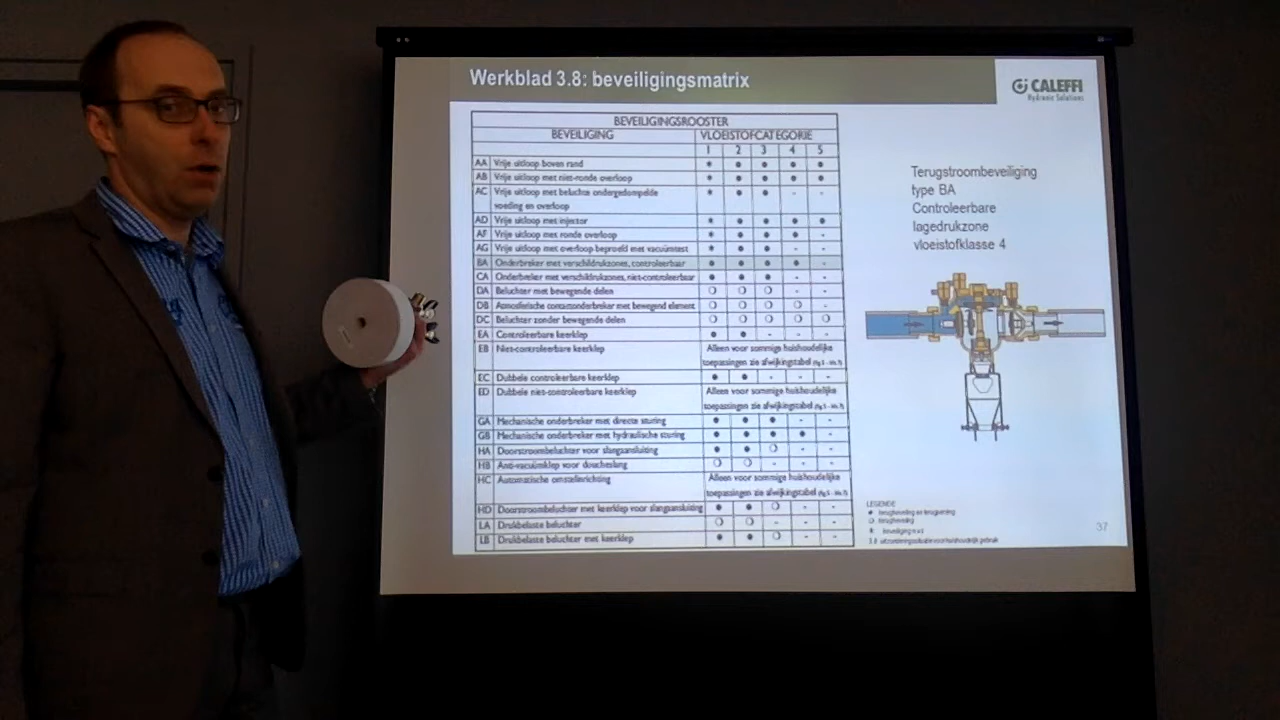 Werkblad 3.8: beveiligingsmatrix
CALEFFI
Hydronic Solutions
BEVEILIGINGSROOSTER
BEVEILIGING VLOEISTOFCATEGORIE
1 2 3 4 5
AA Vrije uitloop boven rand * ● ● ● ●
AB Vrije uitloop met niet-ronde overloop * ● ● ● ●
AC Vrije uitloop met beluchte ondergedompelde * ● ● - -
voeding en overloop
AD Vrije uitloop met injector * ● ● ● ●
AF Vrije uitloop met ronde overloop * ● ● ● -
AG Vrije uitloop met overloop beproefd met vacuümtest * ● ● - -
BA Onderbreker met verschildrukzones, controleerbaar ● ● ● ● -
CA Onderbreker met verschildrukzones, niet-controleerbaar ● ● ● - -
DA Beluchter met bewegende delen ❍ ❍ ❍ - -
DB Atmosferische contactonderbreker met bewegend element ❍ ❍ ❍ ❍ -
DC Beluchter zonder bewegende delen ❍ ❍ ❍ ❍ ❍
EA Controleerbare keerklep ● ● - - -
EB Niet-controleerbare keerklep Alleen voor sommige huishoudelijke
toepassingen zie afwijkingstabel
EC Dubbele controleerbare keerklep ● ● - - -
ED Dubbele niet-controleerbare keerklep Alleen voor sommige huishoudelijke
toepassingen zie afwijkingstabel
GA Mechanische onderbreker met directe sturing ● ● ● - -
GB Mechanische onderbreker met hydraulische sturing ● ● ● ● -
HA Doorstroombeluchter voor slangaansluiting ● ● ❍ - -
HB Anti-vacuümklep voor doucheslang ❍ ❍ - - -
HC Automatische omstelinrichting Alleen voor sommige huishoudelijke
toepassingen zie afwijkingstabel
HD Doorstroombeluchter met keerklep voor slangaansluiting ● ● ❍ - -
LA Drukbelaste beluchter ❍ ❍ - - -
LB Drukbelaste beluchter met keerklep ● ● ❍ - -
Terugstroombeveiliging
type BA
Controleerbare
lagedrukzone
vloeistofklasse 4
LEGENDE
● terugheveling en terugpersing
❍ terugheveling
* beveiliging n.v.t
37